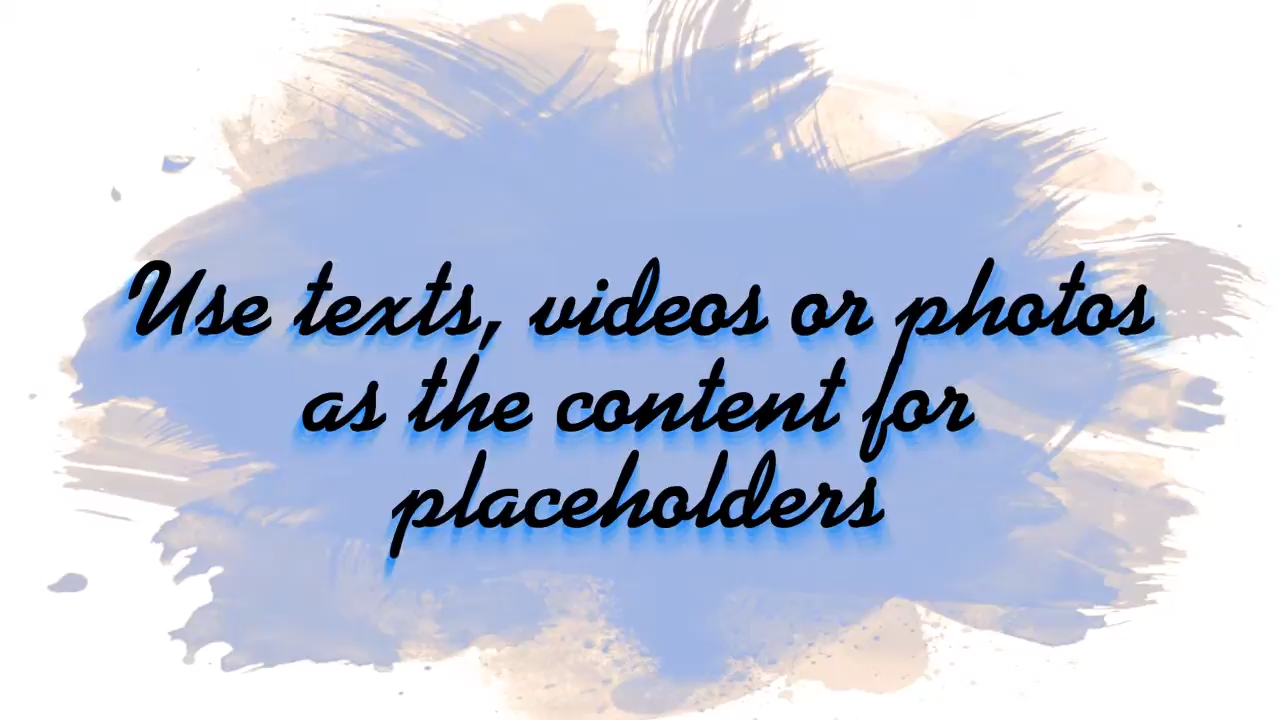 Use texts, videos or photos
as the content for
placeholders